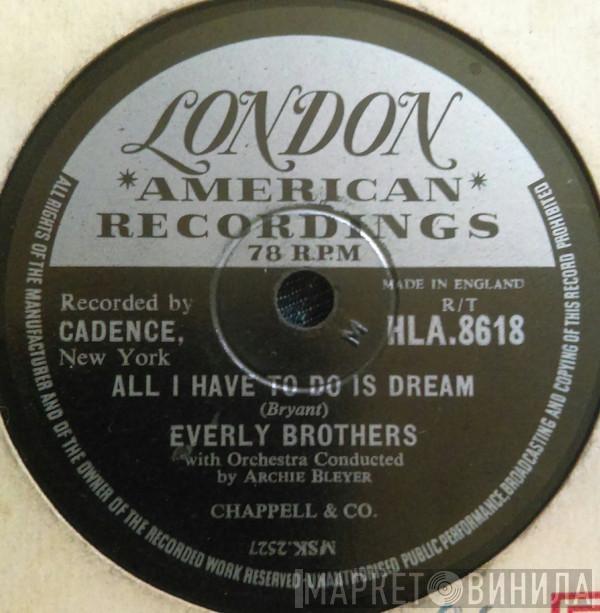 LONDON
*AMERICAN*
RECORDINGS
78 RPM
MADE IN ENGLAND
Recorded by
R/T
CADENCE,
HLA.8618
New York
M
ALL I HAVE TO DO IS DREAM
(Bryant)
EVERLY BROTHERS
with Orchestra Conducted
by ARCHIE BLEYER
CHAPPELL & CO.
MSK.2527
ALL RIGHTS OF THE MANUFACTURER AND OF THE OWNER OF THE RECORDED WORK RESERVED·UNAUTHORISED PUBLIC PERFORMANCE, BROADCASTING AND COPYING OF THIS RECORD PROHIBITED
МАРКЕТ ВИНИЛА